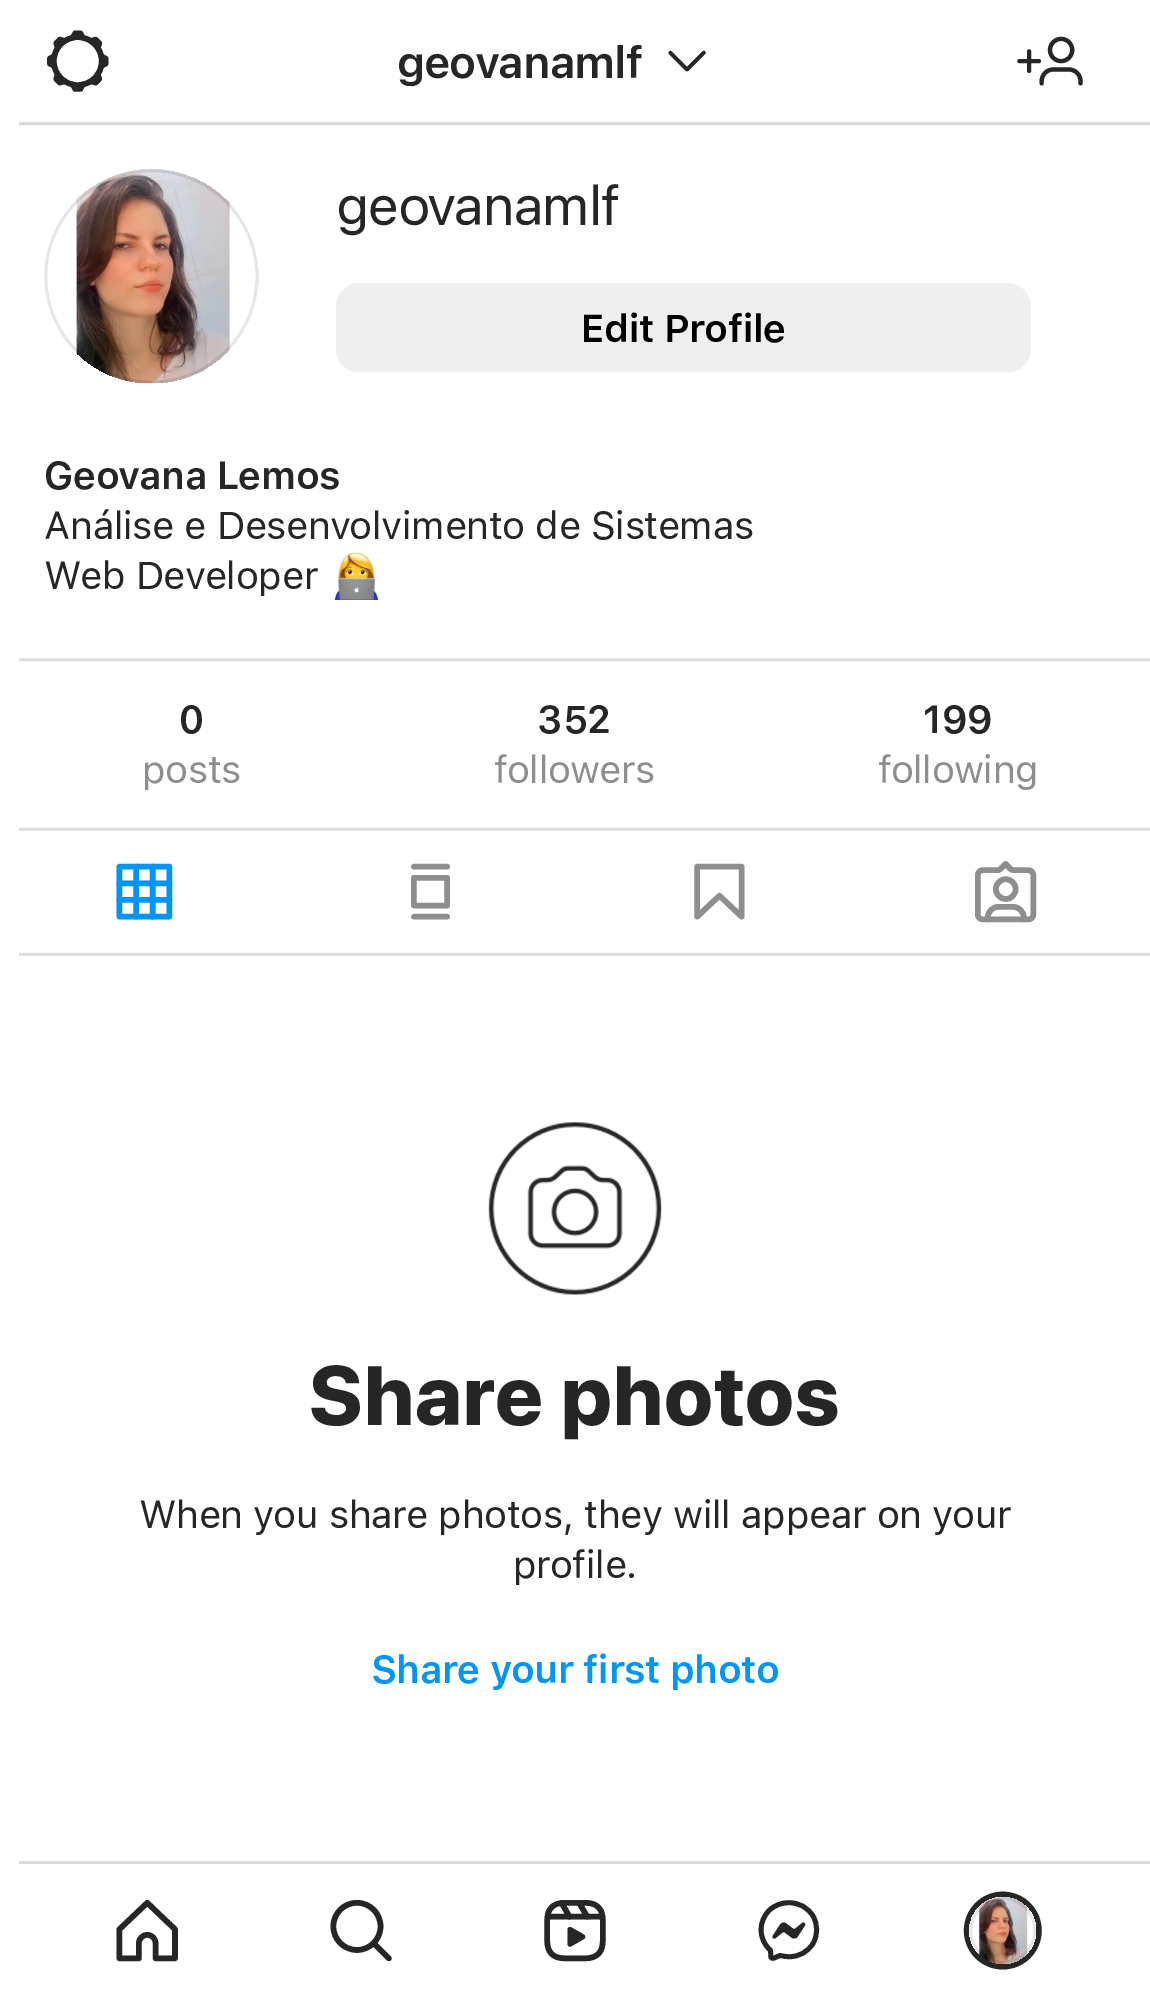 geovanamlf
geovanamlf
Edit Profile
Geovana Lemos
Análise e Desenvolvimento de Sistemas
Web Developer 👩‍💻
0
posts
352
followers
199
following
Share photos
When you share photos, they will appear on your
profile.
Share your first photo